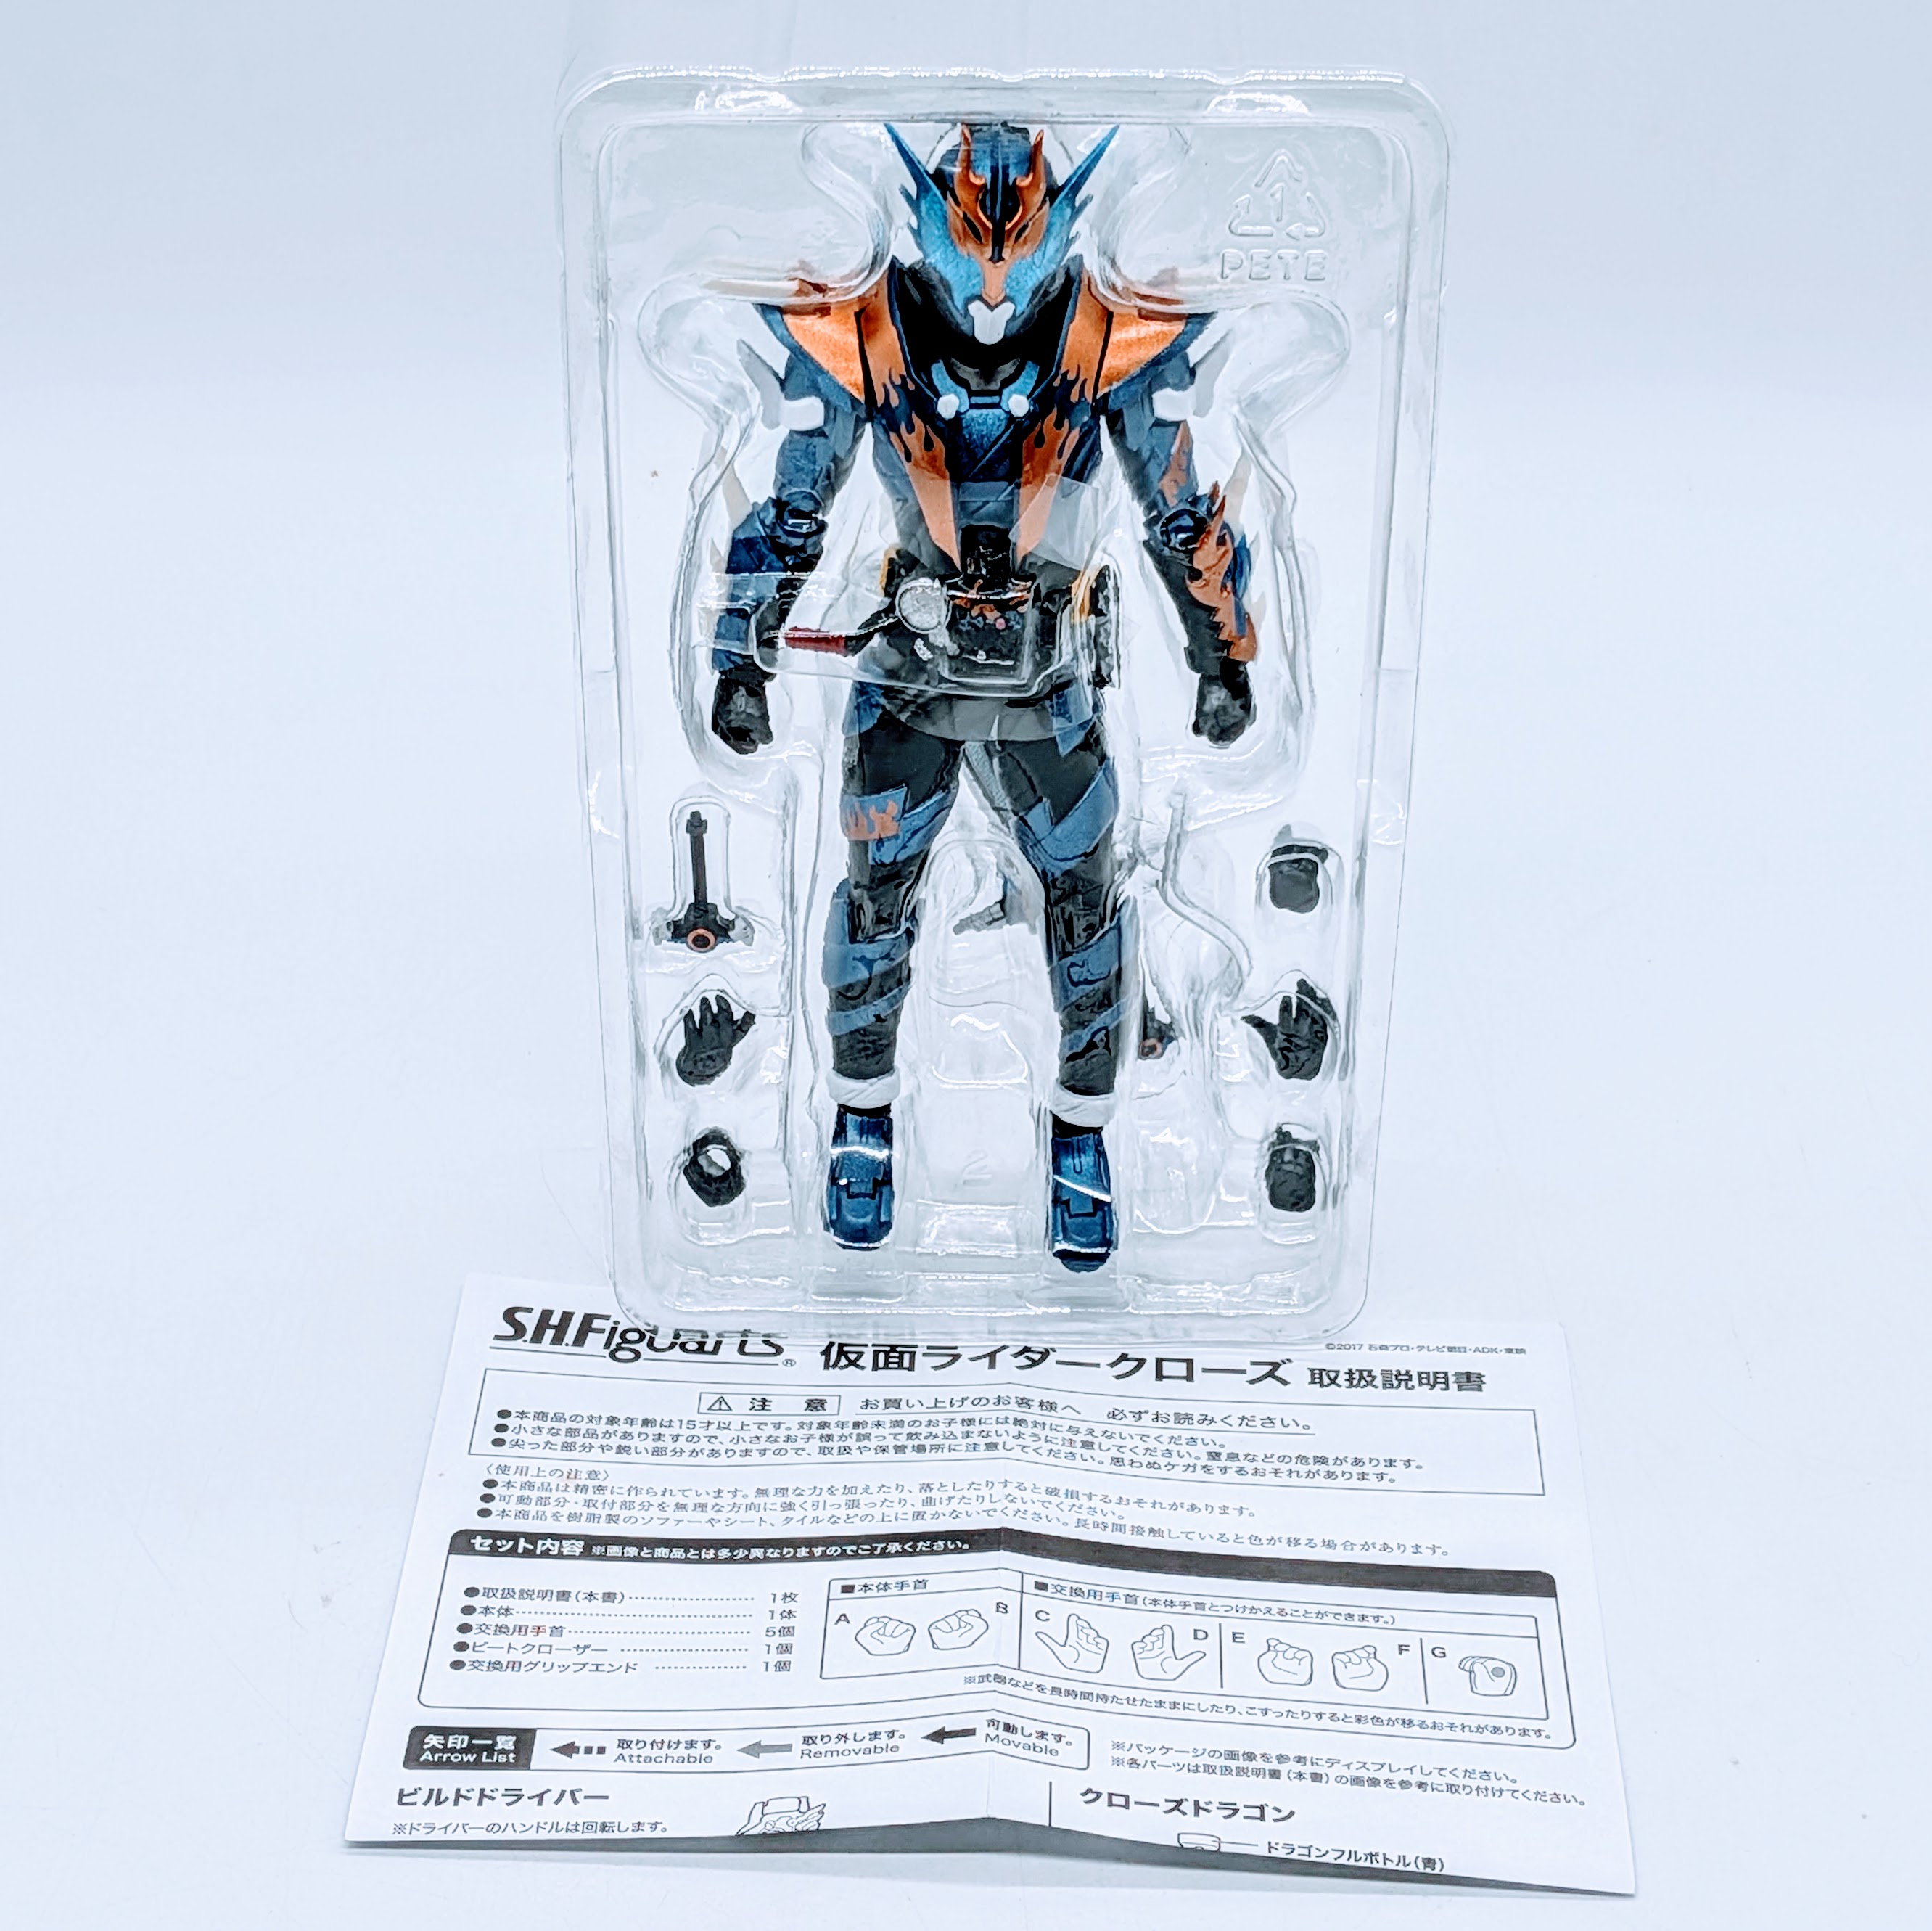 1
PETE
2
S.H.Figuarts® 仮面ライダークローズ 取扱説明書
©2017 石森プロ・テレビ朝日・ADK・東映
注 意 お買い上げのお客様へ 必ずお読みください。
●本商品の対象年齢は15才以上です。対象年齢未満のお子様には絶対に与えないでください。
●小さな部品がありますので、小さなお子様が誤って飲み込まないように注意してください。窒息などの危険があります。
●尖った部分や鋭い部分がありますので、取扱や保管場所に注意してください。思わぬケガをするおそれがあります。
〈使用上の注意〉
●本商品は精密に作られています。無理な力を加えたり、落としたりすると破損するおそれがあります。
●可動部分・取付部分を無理な方向に強く引っ張ったり、曲げたりしないでください。
●本商品を樹脂製のソファーやシート、タイルなどの上に置かないでください。長時間接触していると色が移る場合があります。
セット内容 ※画像と商品とは多少異なりますのでご了承ください。
●取扱説明書(本書) 1枚
●本体 1体
●交換用手首 5個
●ビートクローザー 1個
●交換用グリップエンド 1個
■本体手首
A B
■交換用手首(本体手首とつけかえることができます。)
C D E F G
※武器などを長時間持たせたままにしたり、こすったりすると彩色が移るおそれがあります。
矢印一覧
Arrow List
取り付けます。
Attachable
取り外します。
Removable
可動します。
Movable
※パッケージの画像を参考にディスプレイしてください。
※各パーツは取扱説明書(本書)の画像を参考に取り付けてください。
ビルドドライバー
※ドライバーのハンドルは回転します。
クローズドラゴン
ドラゴンフルボトル(青)